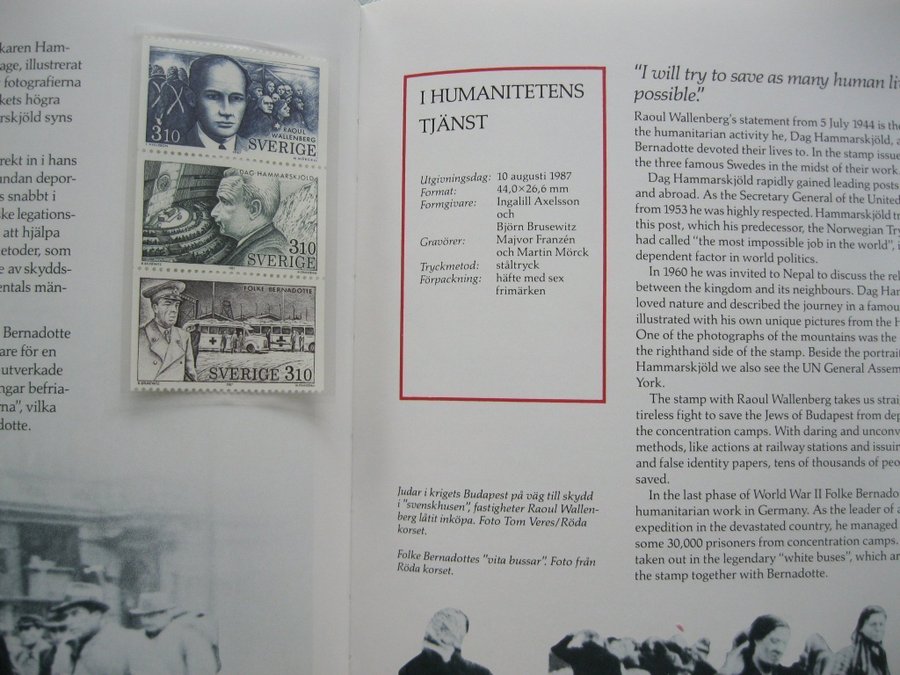 karen Ham-
age, illustrerat
fotografierna
kets högra
arskjöld syns
rekt in i hans
undan depor-
s snabbt i
ske legations-
att hjälpa
netoder, som
e av skydds-
entals män-
Bernadotte
are för en
utverkade
ngar befria-
rna", vilka
dotte.
3.10
RAOUL
WALLENBERG
SVERIGE
DAG HAMMARSKJÖLD
3.10
SVERIGE
FOLKE BERNADOTTE
SVERIGE 3.10
I HUMANITETENS
TJÄNST
Utgivningsdag: 10 augusti 1987
Format: 44,0×26,6 mm
Formgivare: Ingalill Axelsson
och
Björn Brusewitz
Gravörer: Majvor Franzén
och Martin Mörck
Tryckmetod: ståltryck
Förpackning: häfte med sex
frimärken
Judar i krigets Budapest på väg till skydd
i "svenskhusen", fastigheter Raoul Wallen-
berg låtit inköpa. Foto Tom Veres/Röda
korset.
Folke Bernadottes "vita bussar". Foto från
Röda korset.
"I will try to save as many human li
possible."
Raoul Wallenberg's statement from 5 July 1944 is the
the humanitarian activity he, Dag Hammarskjöld, a
Bernadotte devoted their lives to. In the stamp issue
the three famous Swedes in the midst of their work.
Dag Hammarskjöld rapidly gained leading posts
and abroad. As the Secretary General of the United
from 1953 he was highly respected. Hammarskjöld tr
this post, which his predecessor, the Norwegian Try
had called "the most impossible job in the world", i
dependent factor in world politics.
In 1960 he was invited to Nepal to discuss the rel
between the kingdom and its neighbours. Dag Ham
loved nature and described the journey in a famou
illustrated with his own unique pictures from the H
One of the photographs of the mountains was the
the righthand side of the stamp. Beside the portrait
Hammarskjöld we also see the UN General Assem
York.
The stamp with Raoul Wallenberg takes us strai
tireless fight to save the Jews of Budapest from dep
the concentration camps. With daring and unconv
methods, like actions at railway stations and issuin
and false identity papers, tens of thousands of peo
saved.
In the last phase of World War II Folke Bernado
humanitarian work in Germany. As the leader of a
expedition in the devastated country, he managed
some 30,000 prisoners from concentration camps.
taken out in the legendary "white buses", which ar
the stamp together with Bernadotte.